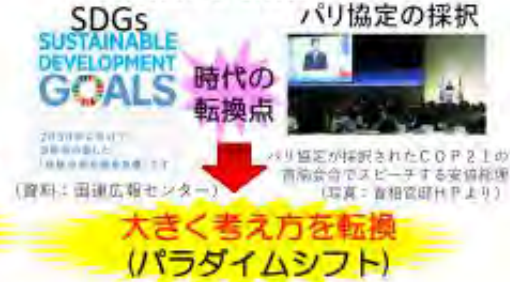 SDGs
SUSTAINABLE
DEVELOPMENT
GOALS
時代の
転換点
パリ協定の採択
(資料：国連広報センター)
パリ協定が採択されたCOP21の
首脳会合でスピーチする安倍総理
(写真：首相官邸HPより)
大きく考え方を転換
(パラダイムシフト)